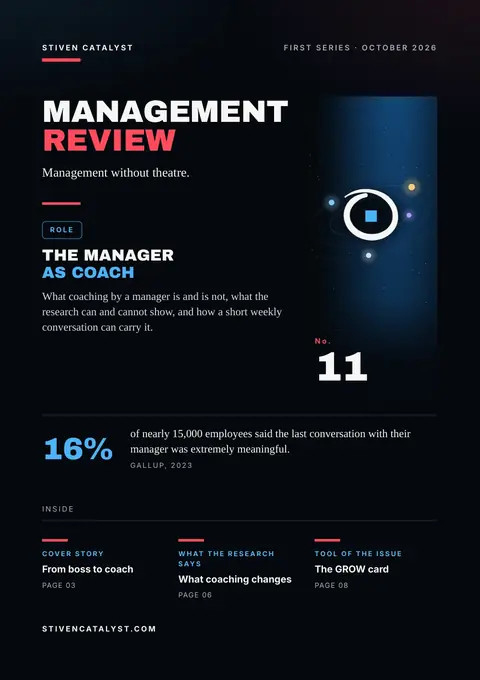 STIVEN CATALYST
FIRST SERIES · OCTOBER 2026
MANAGEMENT
REVIEW
Management without theatre.
ROLE
THE MANAGER
AS COACH
What coaching by a manager is and is not, what the
research can and cannot show, and how a short weekly
conversation can carry it.
No.
11
16%
of nearly 15,000 employees said the last conversation with their
manager was extremely meaningful.
GALLUP, 2023
INSIDE
COVER STORY
From boss to coach
PAGE 03
WHAT THE RESEARCH
SAYS
What coaching changes
PAGE 06
TOOL OF THE ISSUE
The GROW card
PAGE 08
STIVENCATALYST.COM